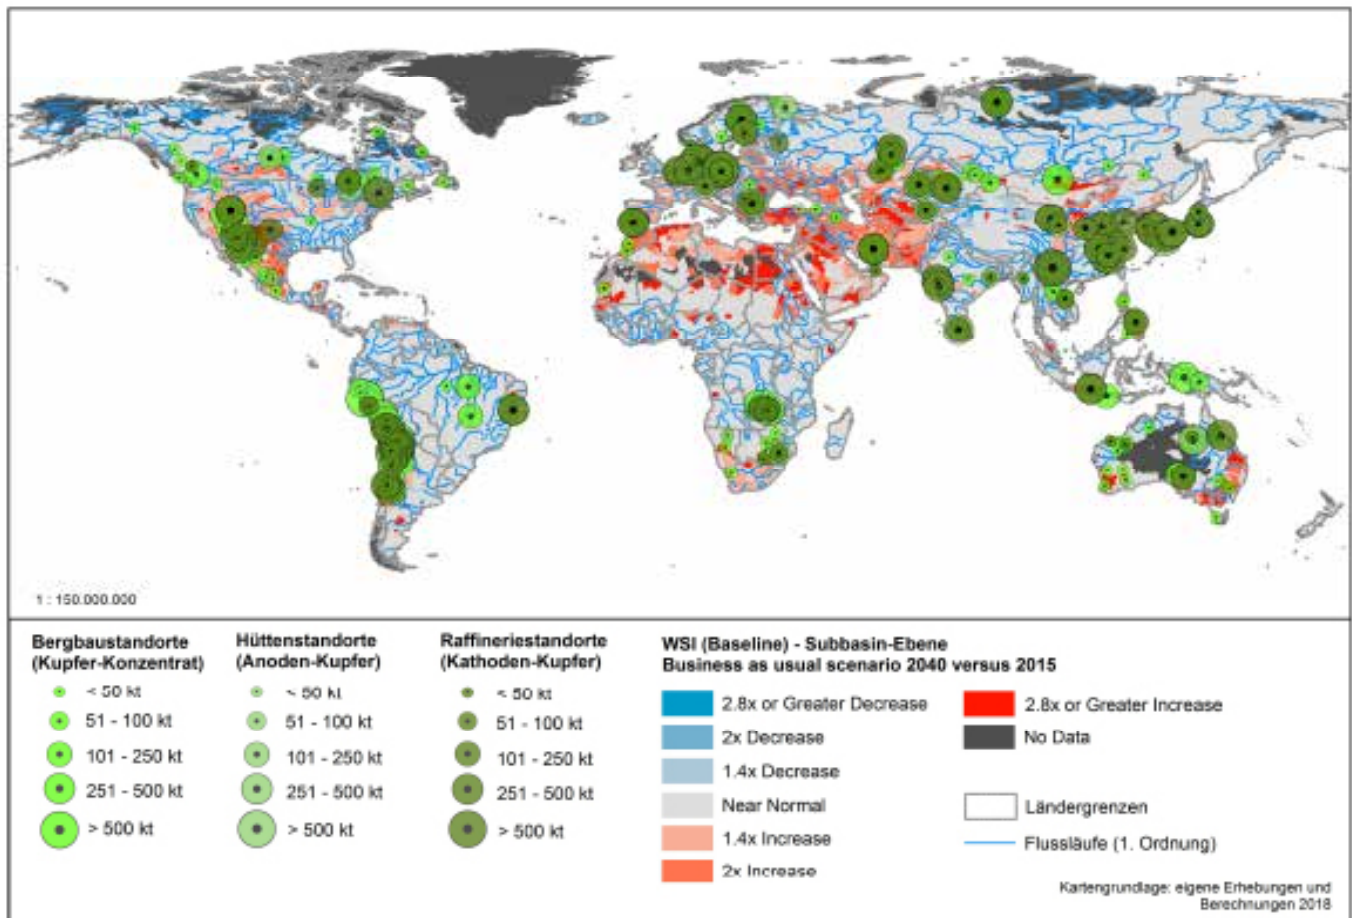 1 : 150.000.000
Bergbaustandorte
(Kupfer-Konzentrat)
< 50 kt
51 - 100 kt
101 - 250 kt
251 - 500 kt
> 500 kt
Hüttenstandorte
(Anoden-Kupfer)
< 50 kt
51 - 100 kt
101 - 250 kt
251 - 500 kt
> 500 kt
Raffineriestandorte
(Kathoden-Kupfer)
< 50 kt
51 - 100 kt
101 - 250 kt
251 - 500 kt
> 500 kt
WSI (Baseline) - Subbasin-Ebene
Business as usual scenario 2040 versus 2015
2.8x or Greater Decrease
2x Decrease
1.4x Decrease
Near Normal
1.4x Increase
2x Increase
2.8x or Greater Increase
No Data
Ländergrenzen
Flussläufe (1. Ordnung)
Kartengrundlage: eigene Erhebungen und
Berechnungen 2018